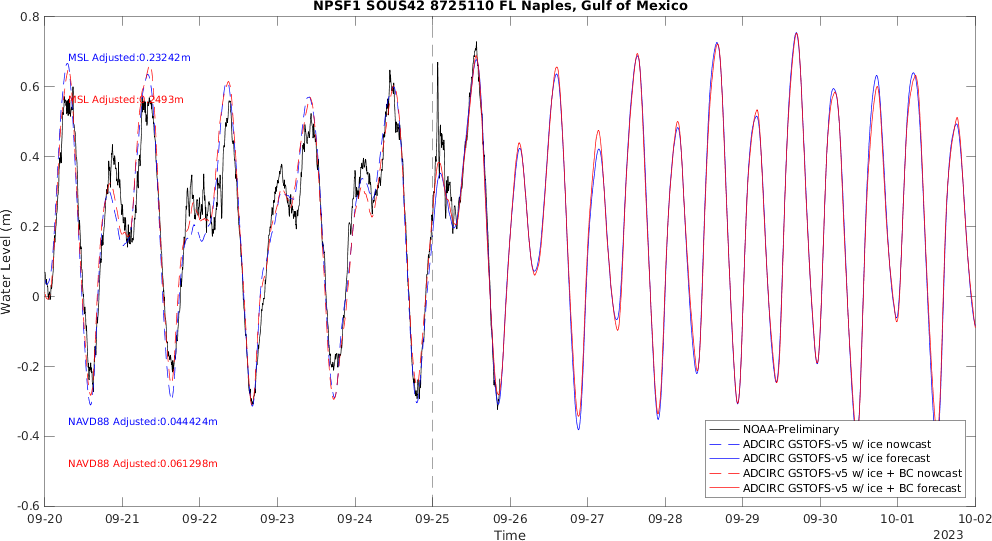 NPSF1 SOUS42 8725110 FL Naples, Gulf of Mexico
0.8
0.6
0.4
0.2
0
-0.2
-0.4
-0.6
Water Level (m)
MSL Adjusted:0.23242m
MSL Adjusted:0.2493m
NAVD88 Adjusted:0.044424m
NAVD88 Adjusted:0.061298m
NOAA-Preliminary
ADCIRC GSTOFS-v5 w/ ice nowcast
ADCIRC GSTOFS-v5 w/ ice forecast
ADCIRC GSTOFS-v5 w/ ice + BC nowcast
ADCIRC GSTOFS-v5 w/ ice + BC forecast
09-20 09-21 09-22 09-23 09-24 09-25 09-26 09-27 09-28 09-29 09-30 10-01 10-02
Time
2023